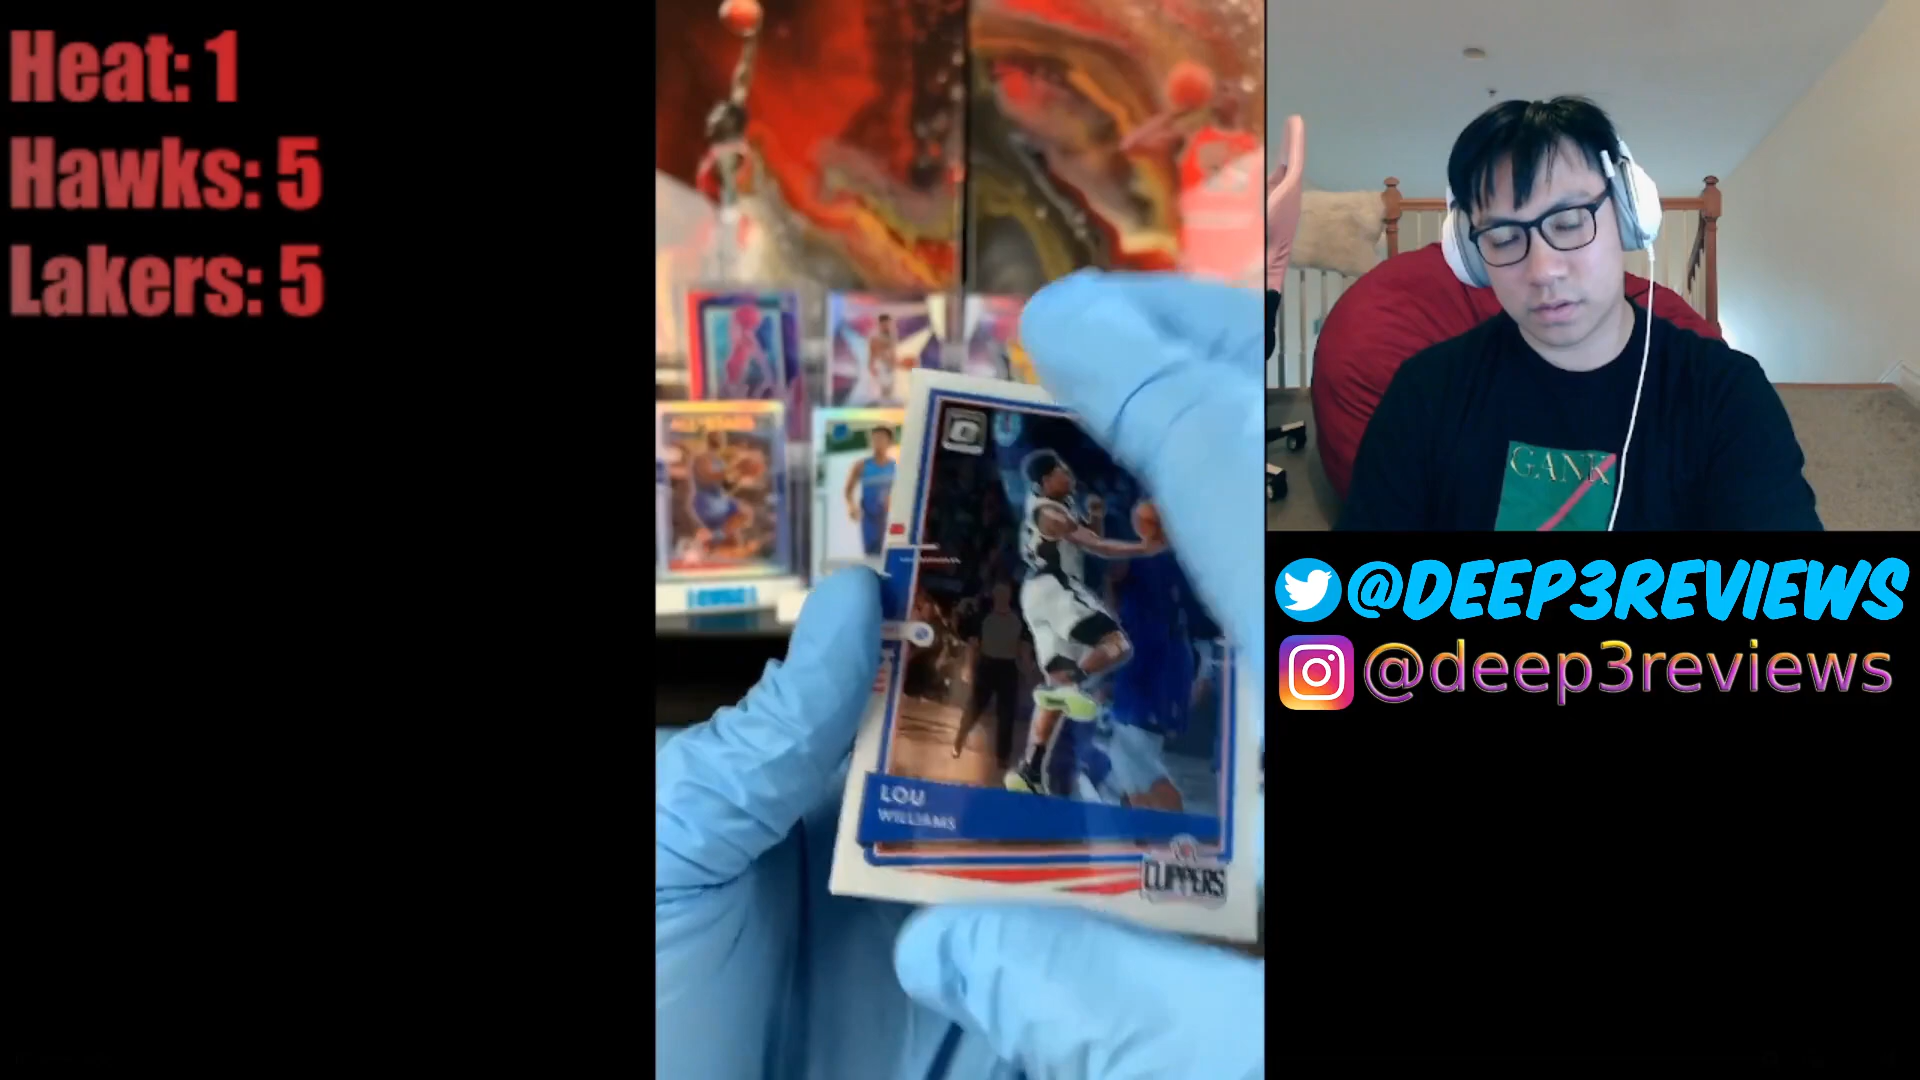 Heat: 1
Hawks: 5
Lakers: 5
LOU
WILLIAMS
CLIPPERS
GANK
@DEEP3REVIEWS
@deep3reviews